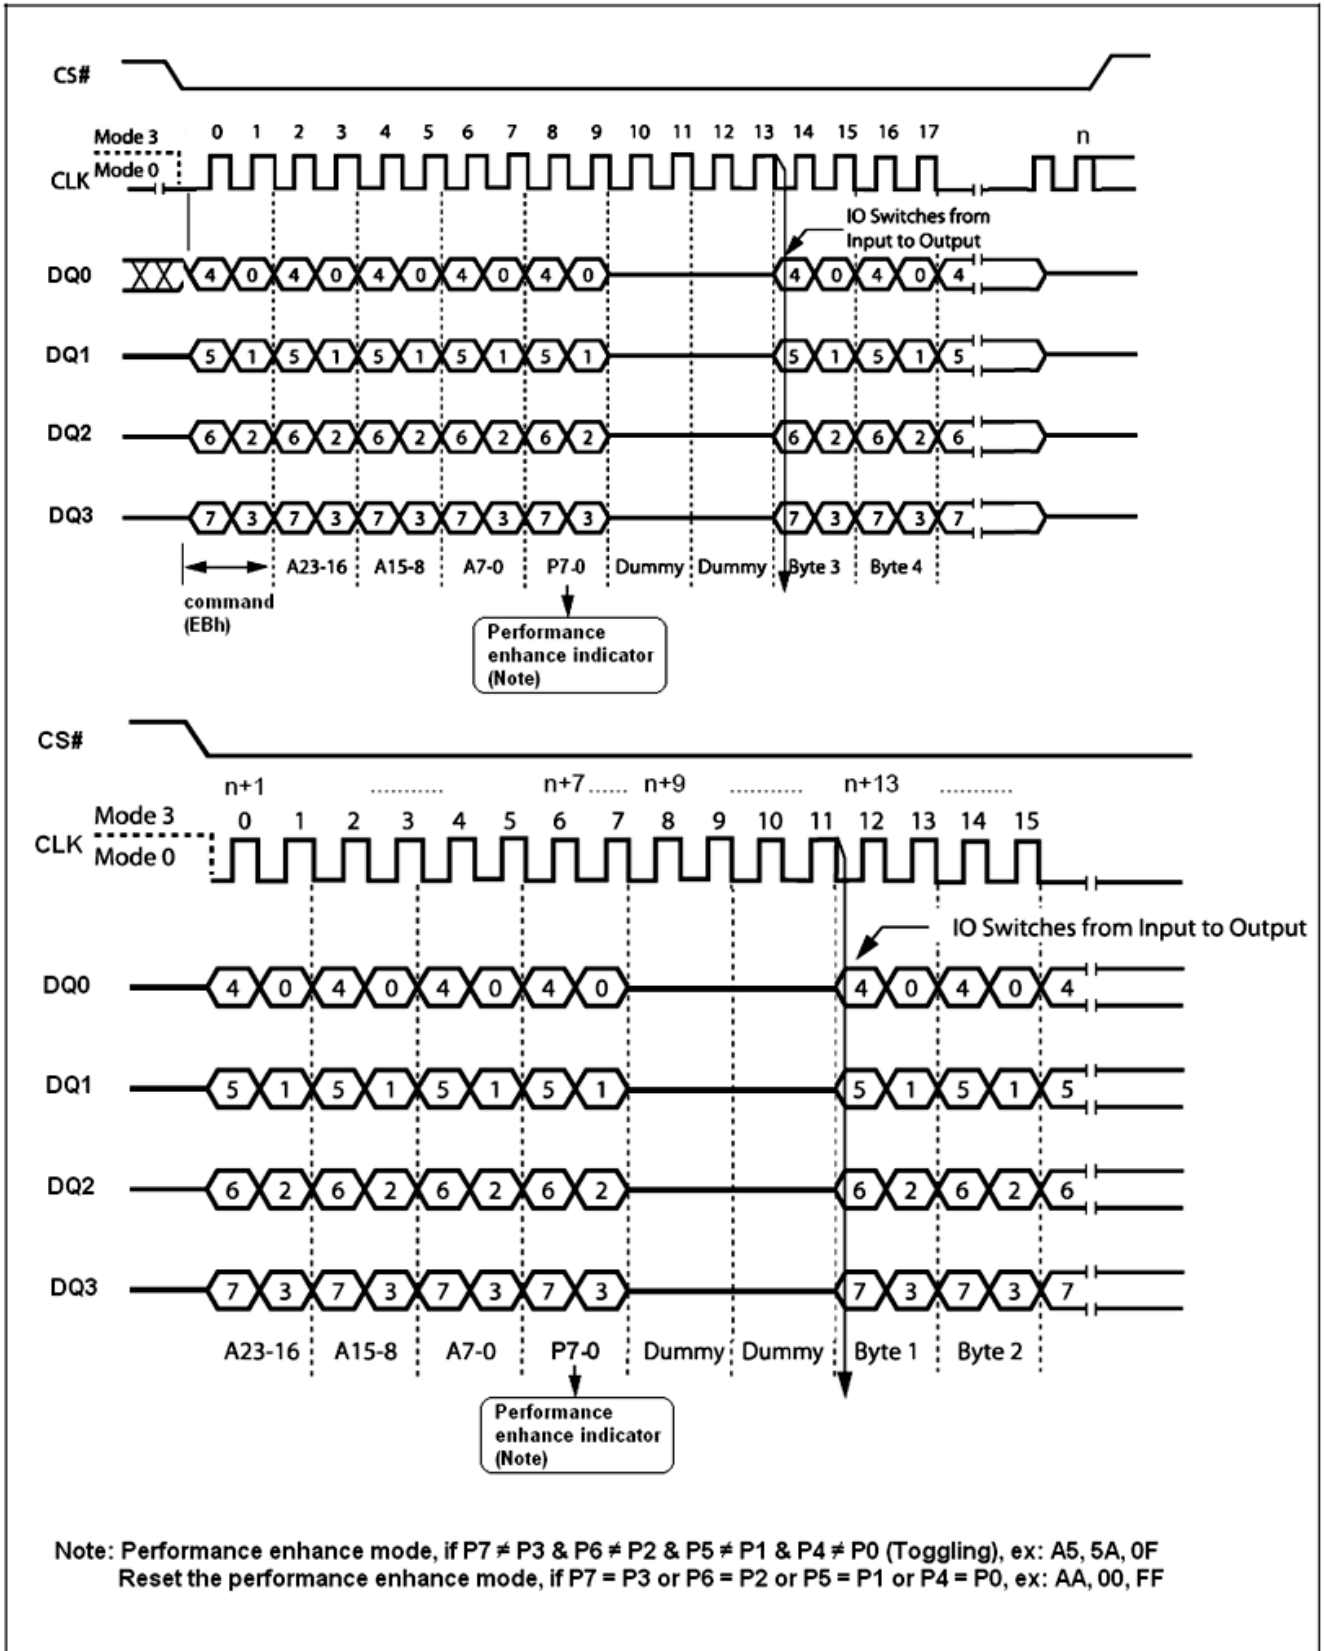 CS#
Mode 3
Mode 0
CLK
0 1 2 3 4 5 6 7 8 9 10 11 12 13 14 15 16 17 n
IO Switches from
Input to Output
DQ0 4 0 4 0 4 0 4 0 4 0 4 0 4 0 4
DQ1 5 1 5 1 5 1 5 1 5 1 5 1 5 1 5
DQ2 6 2 6 2 6 2 6 2 6 2 6 2 6 2 6
DQ3 7 3 7 3 7 3 7 3 7 3 7 3 7 3 7
A23-16 A15-8 A7-0 P7-0 Dummy Dummy Byte 3 Byte 4
command
(EBh)
Performance
enhance indicator
(Note)
CS#
n+1 .......... n+7 ...... n+9 .......... n+13 ..........
Mode 3
Mode 0
CLK
0 1 2 3 4 5 6 7 8 9 10 11 12 13 14 15
IO Switches from Input to Output
DQ0 4 0 4 0 4 0 4 0 4 0 4 0 4
DQ1 5 1 5 1 5 1 5 1 5 1 5 1 5
DQ2 6 2 6 2 6 2 6 2 6 2 6 2 6
DQ3 7 3 7 3 7 3 7 3 7 3 7 3 7
A23-16 A15-8 A7-0 P7-0 Dummy Dummy Byte 1 Byte 2
Performance
enhance indicator
(Note)
Note: Performance enhance mode, if P7 ≠ P3 & P6 ≠ P2 & P5 ≠ P1 & P4 ≠ P0 (Toggling), ex: A5, 5A, 0F
Reset the performance enhance mode, if P7 = P3 or P6 = P2 or P5 = P1 or P4 = P0, ex: AA, 00, FF